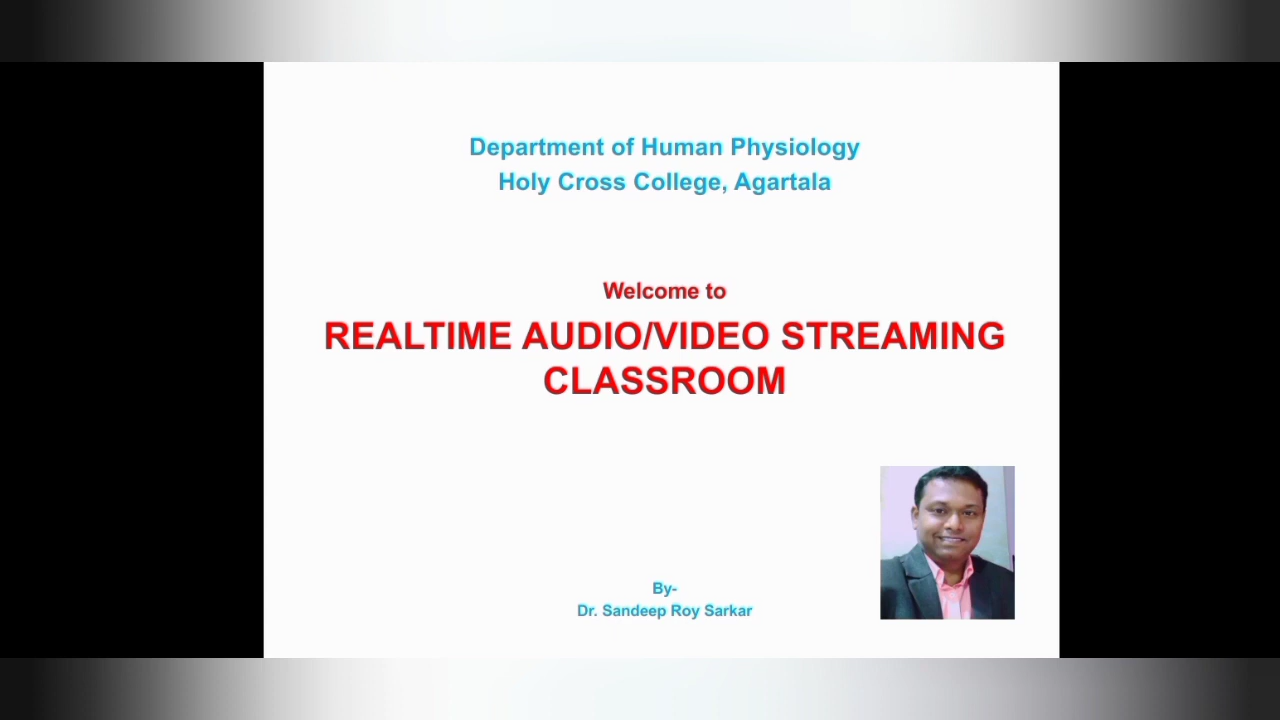 Department of Human Physiology
Holy Cross College, Agartala
Welcome to
REALTIME AUDIO/VIDEO STREAMING
CLASSROOM
By-
Dr. Sandeep Roy Sarkar